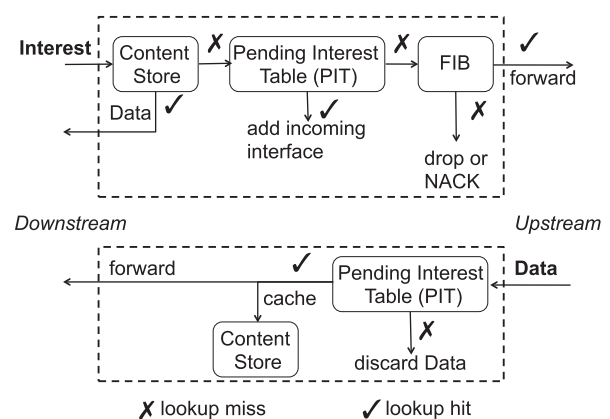 Interest
Content
Store
✗
Pending Interest
Table (PIT)
✗
FIB
✓
forward
Data
✓
✓
add incoming
interface
✗
drop or
NACK
Downstream
Upstream
forward
✓
cache
Pending Interest
Table (PIT)
Data
Content
Store
✗
discard Data
✗ lookup miss
✓ lookup hit